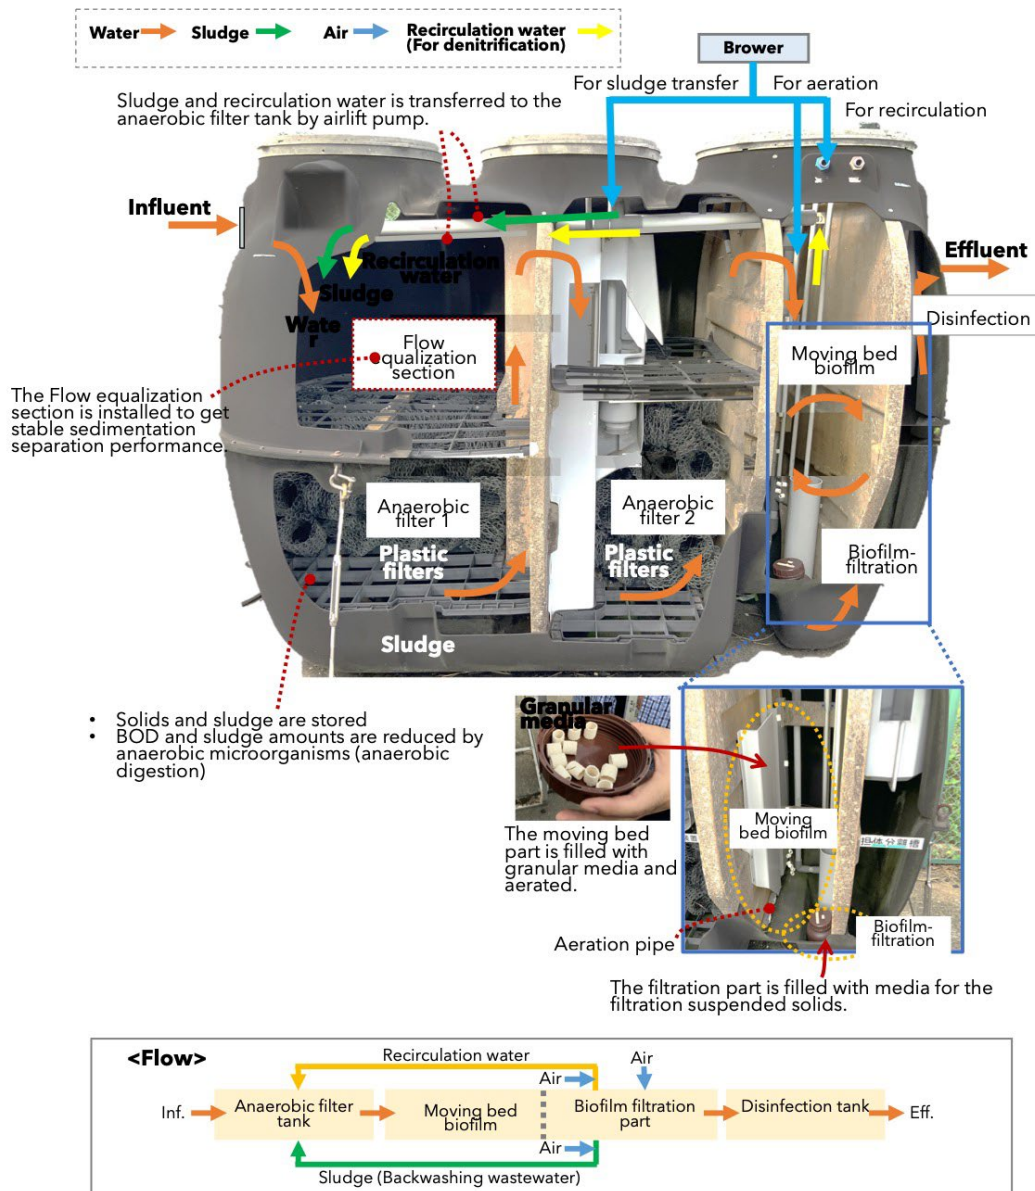 Water
Sludge
Air
Recirculation water
(For denitrification)
Brower
For sludge transfer
For aeration
For recirculation
Sludge and recirculation water is transferred to the
anaerobic filter tank by airlift pump.
Influent
Effluent
Recirculation
water
Sludge
Wate
r
Disinfection
Flow
equalization
section
Moving bed
biofilm
The Flow equalization
section is installed to get
stable sedimentation
separation performance.
Anaerobic
filter 1
Anaerobic
filter 2
Plastic
filters
Plastic
filters
Biofilm-
filtration
Sludge
• Solids and sludge are stored
• BOD and sludge amounts are reduced by
anaerobic microorganisms (anaerobic
digestion)
Granular
media
The moving bed
part is filled with
granular media and
aerated.
Moving
bed biofilm
担体分離槽
Aeration pipe
Biofilm-
filtration
The filtration part is filled with media for the
filtration suspended solids.
<Flow>
Recirculation water
Air
Air
Inf.
Anaerobic filter
tank
Moving bed
biofilm
Biofilm filtration
part
Disinfection tank
Eff.
Air
Sludge (Backwashing wastewater)